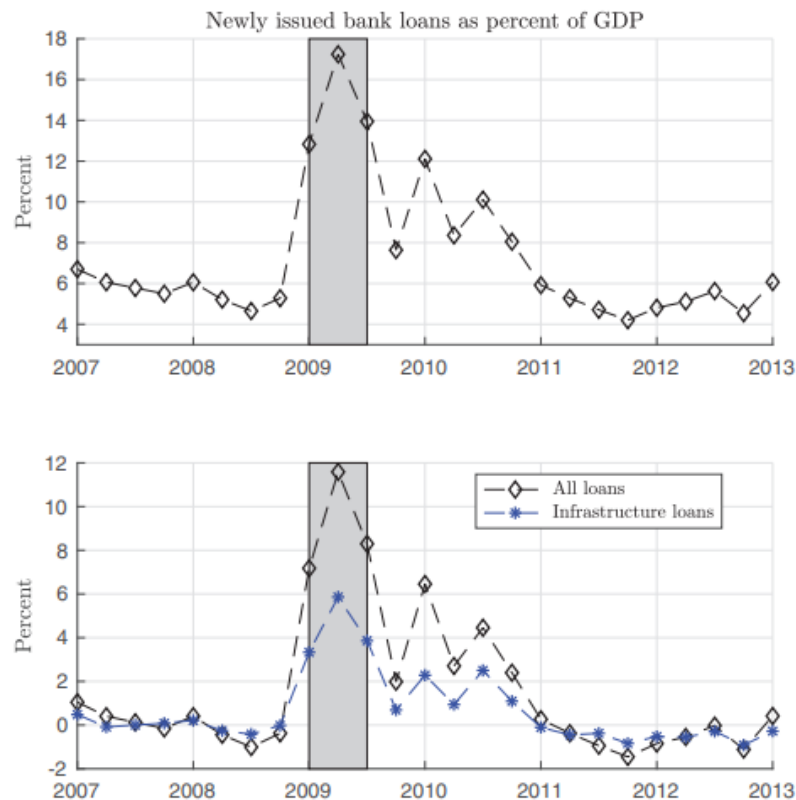 Newly issued bank loans as percent of GDP
18
16
14
12
10
8
6
4
Percent
2007 2008 2009 2010 2011 2012 2013
12
10
8
6
4
2
0
-2
Percent
All loans
Infrastructure loans
2007 2008 2009 2010 2011 2012 2013